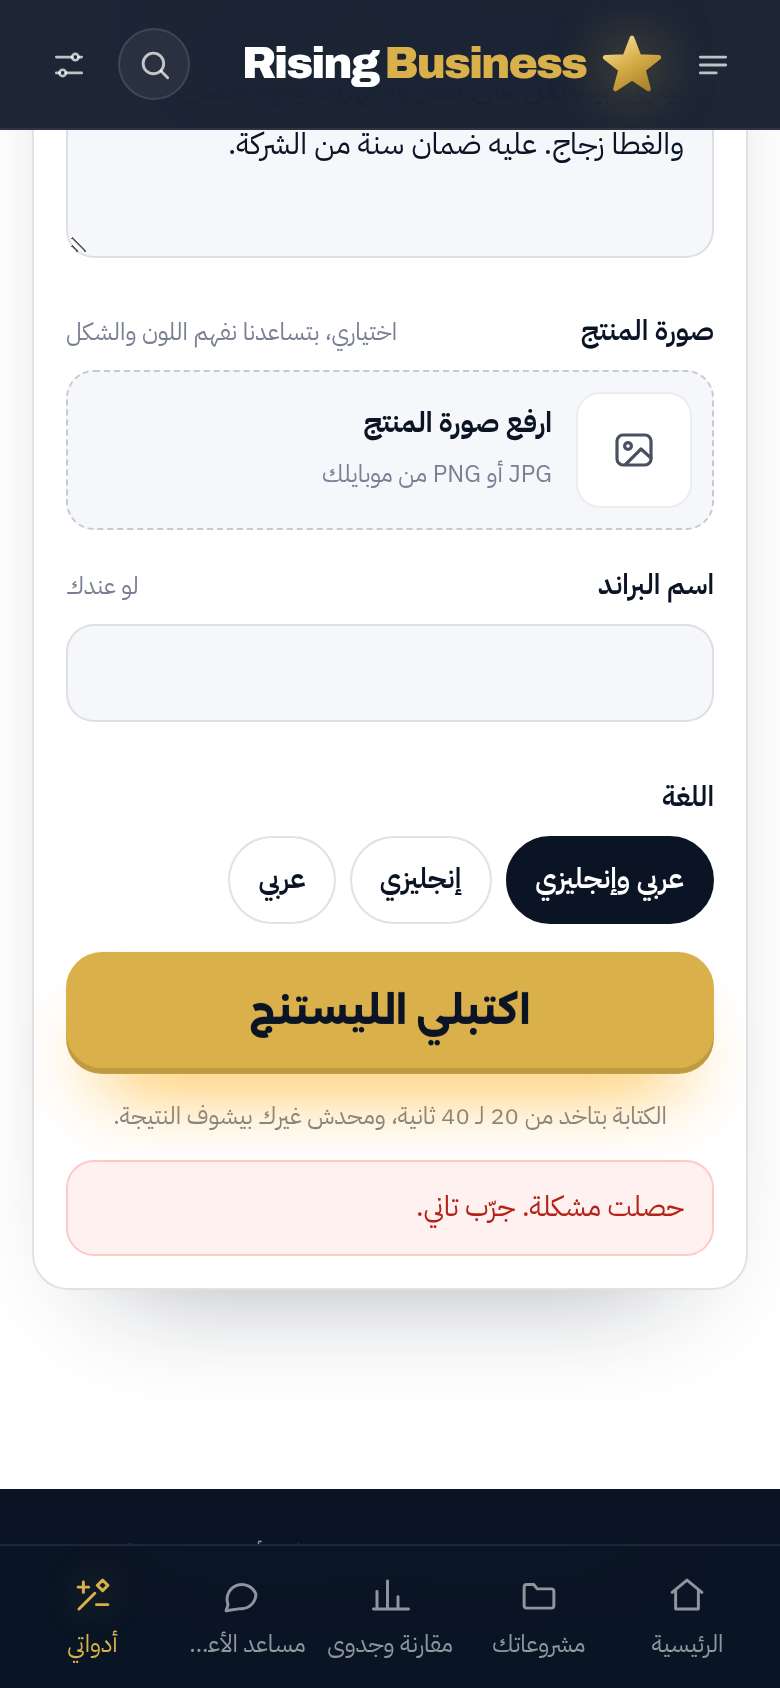 Rising Business
والغطا زجاج. عليه ضمان سنة من الشركة.
صورة المنتج
اختياري، بتساعدنا نفهم اللون والشكل
ارفع صورة المنتج
JPG أو PNG من موبايلك
اسم البراند
لو عندك
اللغة
عربي وإنجليزي
إنجليزي
عربي
اكتبلي الليستنج
الكتابة بتاخد من 20 لـ 40 ثانية، ومحدش غيرك بيشوف النتيجة.
حصلت مشكلة. جرّب تاني.
الرئيسية
مشروعاتك
مقارنة وجدوى
مساعد الأعـ...
أدواتي